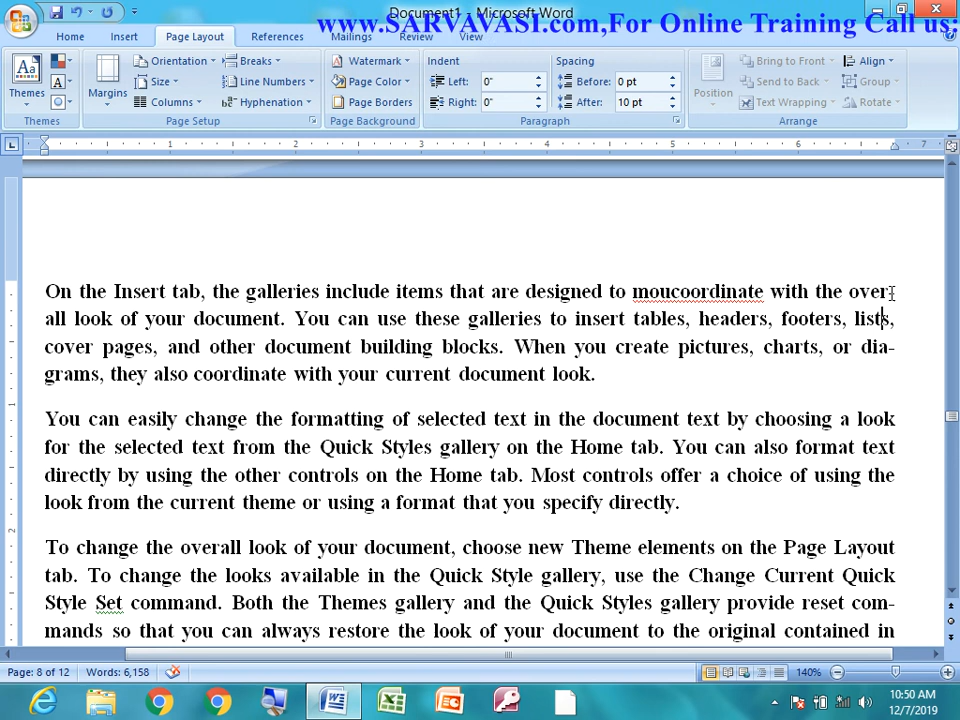 Document1 - Microsoft Word
www.SARVAVASI.com,For Online Training Call us:
Home Insert Page Layout References Mailings Review View
Themes
Themes
Margins
Orientation
Size
Columns
Breaks
Line Numbers
Hyphenation
Page Setup
Watermark
Page Color
Page Borders
Page Background
Indent
Left: 0"
Right: 0"
Spacing
Before: 0 pt
After: 10 pt
Paragraph
Position
Bring to Front
Send to Back
Text Wrapping
Align
Group
Rotate
Arrange
1 2 3 4 5 6 7
On the Insert tab, the galleries include items that are designed to moucoordinate with the over-
all look of your document. You can use these galleries to insert tables, headers, footers, lists,
cover pages, and other document building blocks. When you create pictures, charts, or dia-
grams, they also coordinate with your current document look.
You can easily change the formatting of selected text in the document text by choosing a look
for the selected text from the Quick Styles gallery on the Home tab. You can also format text
directly by using the other controls on the Home tab. Most controls offer a choice of using the
look from the current theme or using a format that you specify directly.
To change the overall look of your document, choose new Theme elements on the Page Layout
tab. To change the looks available in the Quick Style gallery, use the Change Current Quick
Style Set command. Both the Themes gallery and the Quick Styles gallery provide reset com-
mands so that you can always restore the look of your document to the original contained in
Page: 8 of 12 Words: 6,158 140%
10:50 AM
12/7/2019